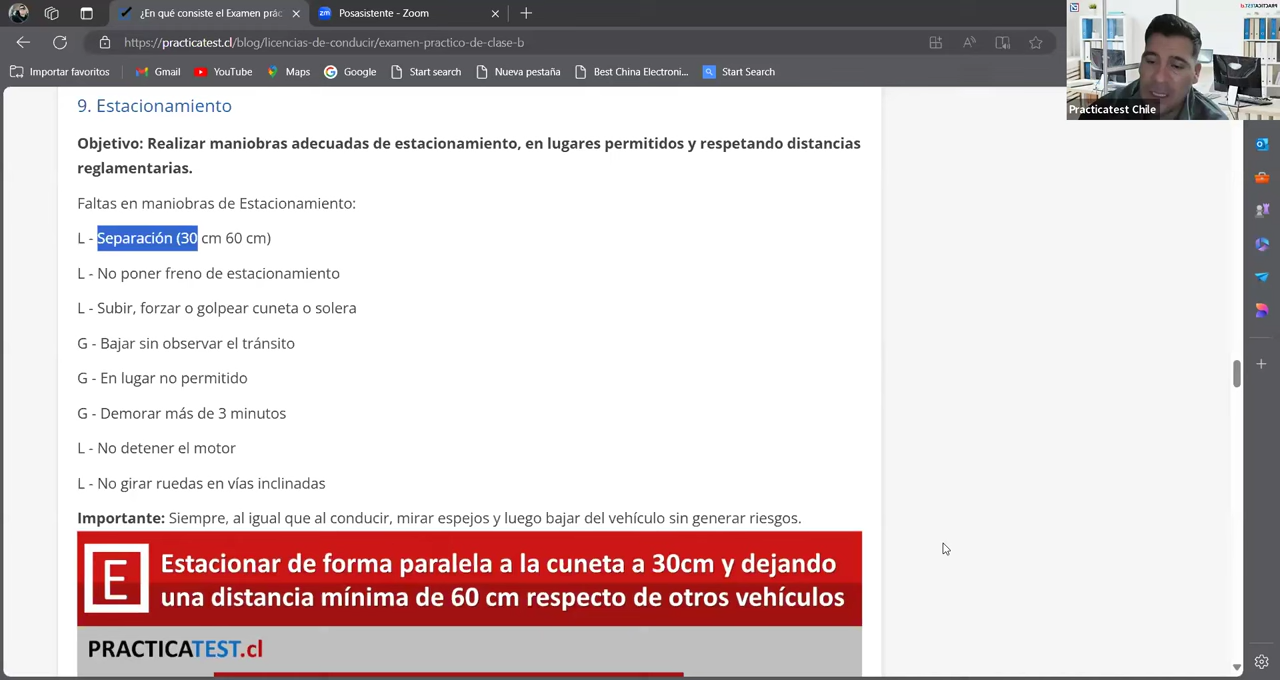 ¿En qué consiste el Examen prác
Posasistente - Zoom
https://practicatest.cl/blog/licencias-de-conducir/examen-practico-de-clase-b
Importar favoritos
Gmail
YouTube
Maps
Google
Start search
Nueva pestaña
Best China Electroni...
Start Search
Practicatest Chile
9. Estacionamiento
Objetivo: Realizar maniobras adecuadas de estacionamiento, en lugares permitidos y respetando distancias
reglamentarias.
Faltas en maniobras de Estacionamiento:
L - Separación (30 cm 60 cm)
L - No poner freno de estacionamiento
L - Subir, forzar o golpear cuneta o solera
G - Bajar sin observar el tránsito
G - En lugar no permitido
G - Demorar más de 3 minutos
L - No detener el motor
L - No girar ruedas en vías inclinadas
Importante: Siempre, al igual que al conducir, mirar espejos y luego bajar del vehículo sin generar riesgos.
E
Estacionar de forma paralela a la cuneta a 30cm y dejando
una distancia mínima de 60 cm respecto de otros vehículos
PRACTICATEST.cl